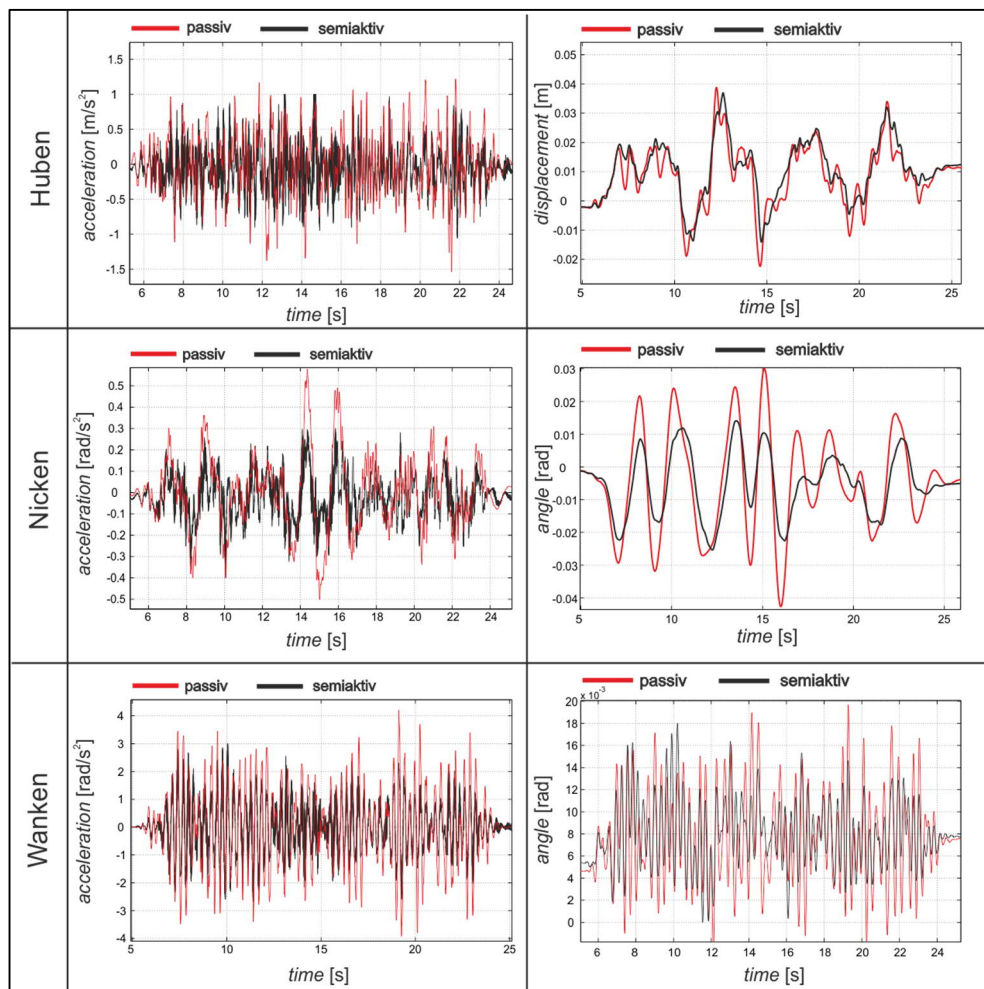 Huben
passiv semiaktiv
acceleration [m/s²]
1.5
1
0.5
0
-0.5
-1
-1.5
6 8 10 12 14 16 18 20 22 24
time [s]
passiv semiaktiv
displacement [m]
0.05
0.04
0.03
0.02
0.01
0
-0.01
-0.02
5 10 15 20 25
time [s]
Nicken
passiv semiaktiv
acceleration [rad/s²]
0.5
0.4
0.3
0.2
0.1
0
-0.1
-0.2
-0.3
-0.4
-0.5
6 8 10 12 14 16 18 20 22 24
time [s]
passiv semiaktiv
angle [rad]
0.03
0.02
0.01
0
-0.01
-0.02
-0.03
-0.04
5 10 15 20 25
time [s]
Wanken
passiv semiaktiv
acceleration [rad/s²]
4
3
2
1
0
-1
-2
-3
-4
5 10 15 20 25
time [s]
passiv semiaktiv
x 10⁻³
angle [rad]
20
18
16
14
12
10
8
6
4
2
0
6 8 10 12 14 16 18 20 22 24
time [s]